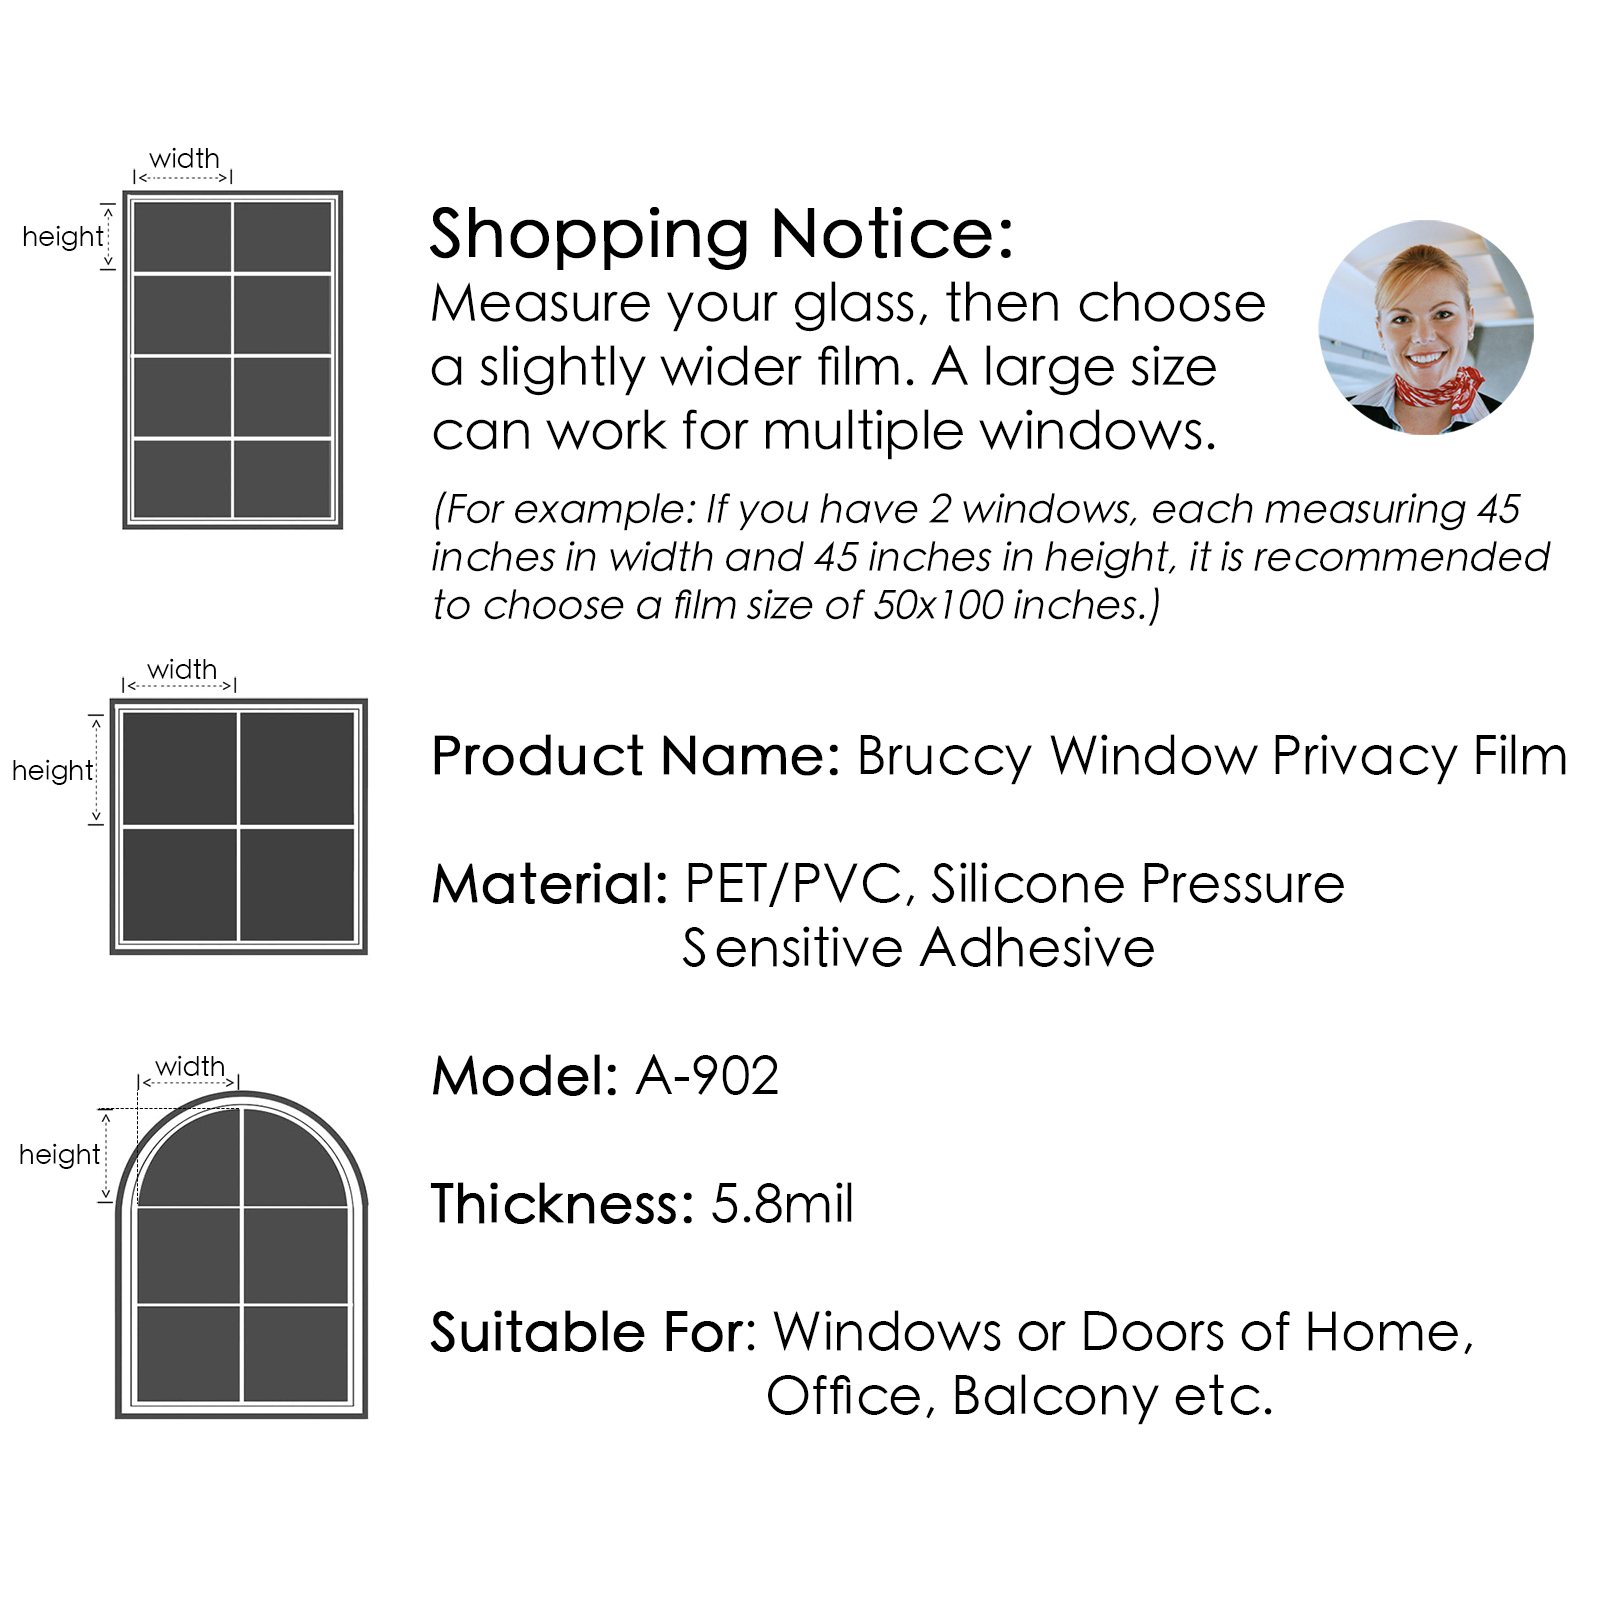 width
height
Shopping Notice:
Measure your glass, then choose
a slightly wider film. A large size
can work for multiple windows.
(For example: If you have 2 windows, each measuring 45
inches in width and 45 inches in height, it is recommended
to choose a film size of 50x100 inches.)
width
height
Product Name: Bruccy Window Privacy Film
Material: PET/PVC, Silicone Pressure
Sensitive Adhesive
width
height
Model: A-902
Thickness: 5.8mil
Suitable For: Windows or Doors of Home,
Office, Balcony etc.